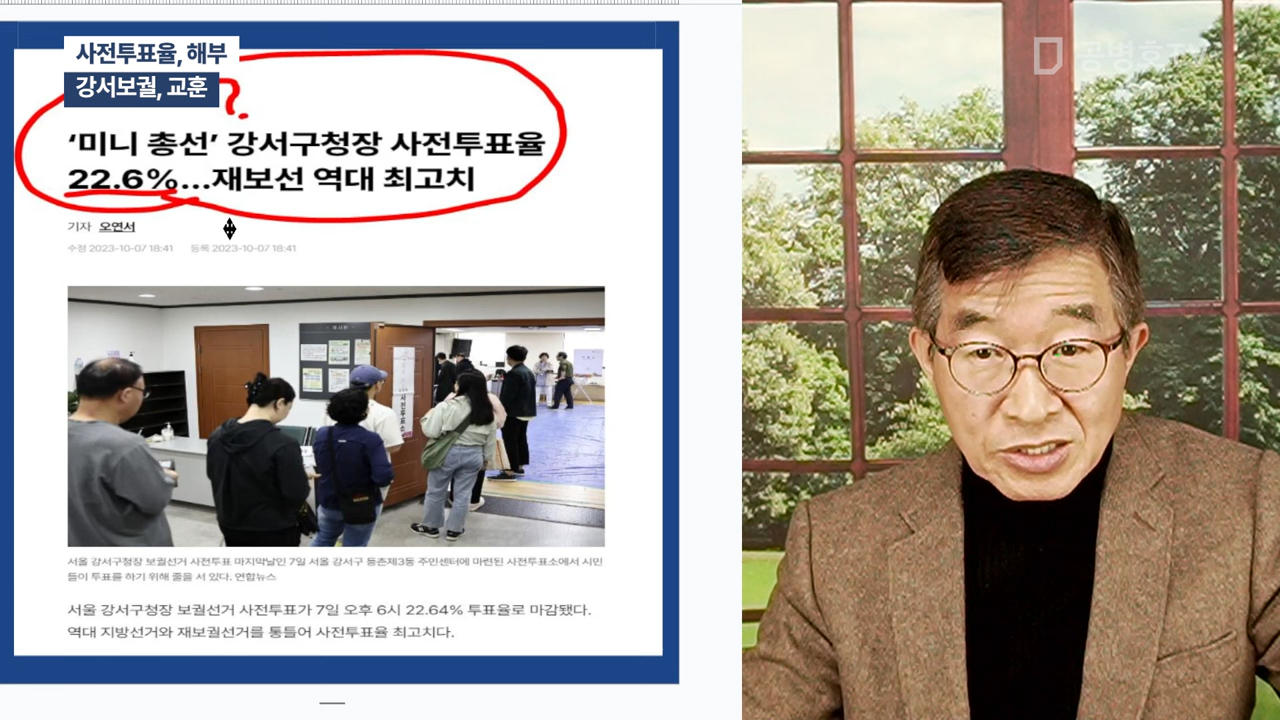 사전투표율, 해부
강서보궐, 교훈
?
‘미니 총선’ 강서구청장 사전투표율
22.6%...재보선 역대 최고치
기자 오연서
수정 2023-10-07 18:41 등록 2023-10-07 18:41
서울 강서구청장 보궐선거 사전투표 마지막날인 7일 서울 강서구 등촌제3동 주민센터에 마련된 사전투표소에서 시민
들이 투표를 하기 위해 줄을 서 있다. 연합뉴스
서울 강서구청장 보궐선거 사전투표가 7일 오후 6시 22.64% 투표율로 마감됐다.
역대 지방선거와 재보궐선거를 통틀어 사전투표율 최고치다.
공병호TV